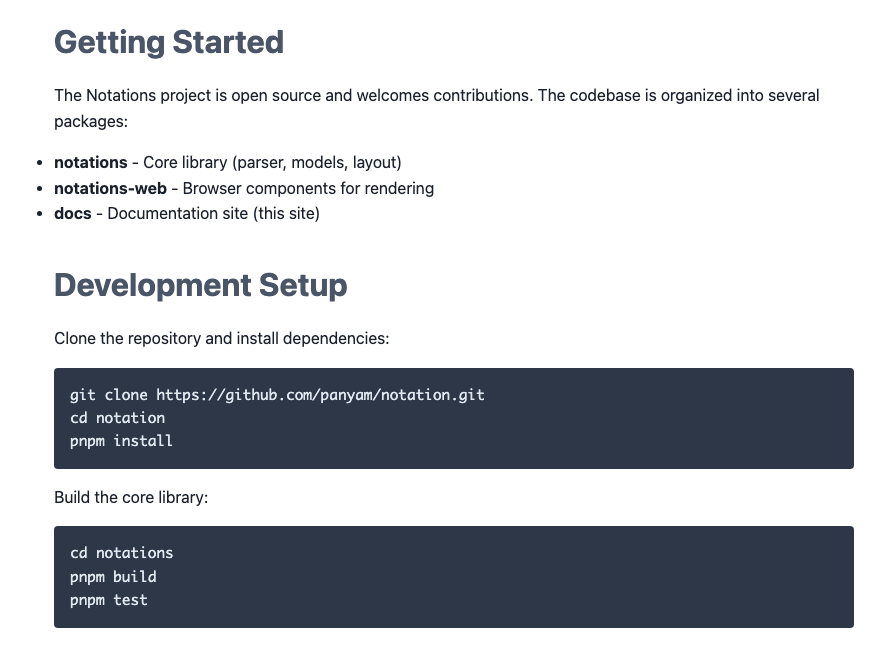 Getting Started
The Notations project is open source and welcomes contributions. The codebase is organized into several
packages:
• notations - Core library (parser, models, layout)
• notations-web - Browser components for rendering
• docs - Documentation site (this site)
Development Setup
Clone the repository and install dependencies:
git clone https://github.com/panyam/notation.git
cd notation
pnpm install
Build the core library:
cd notations
pnpm build
pnpm test